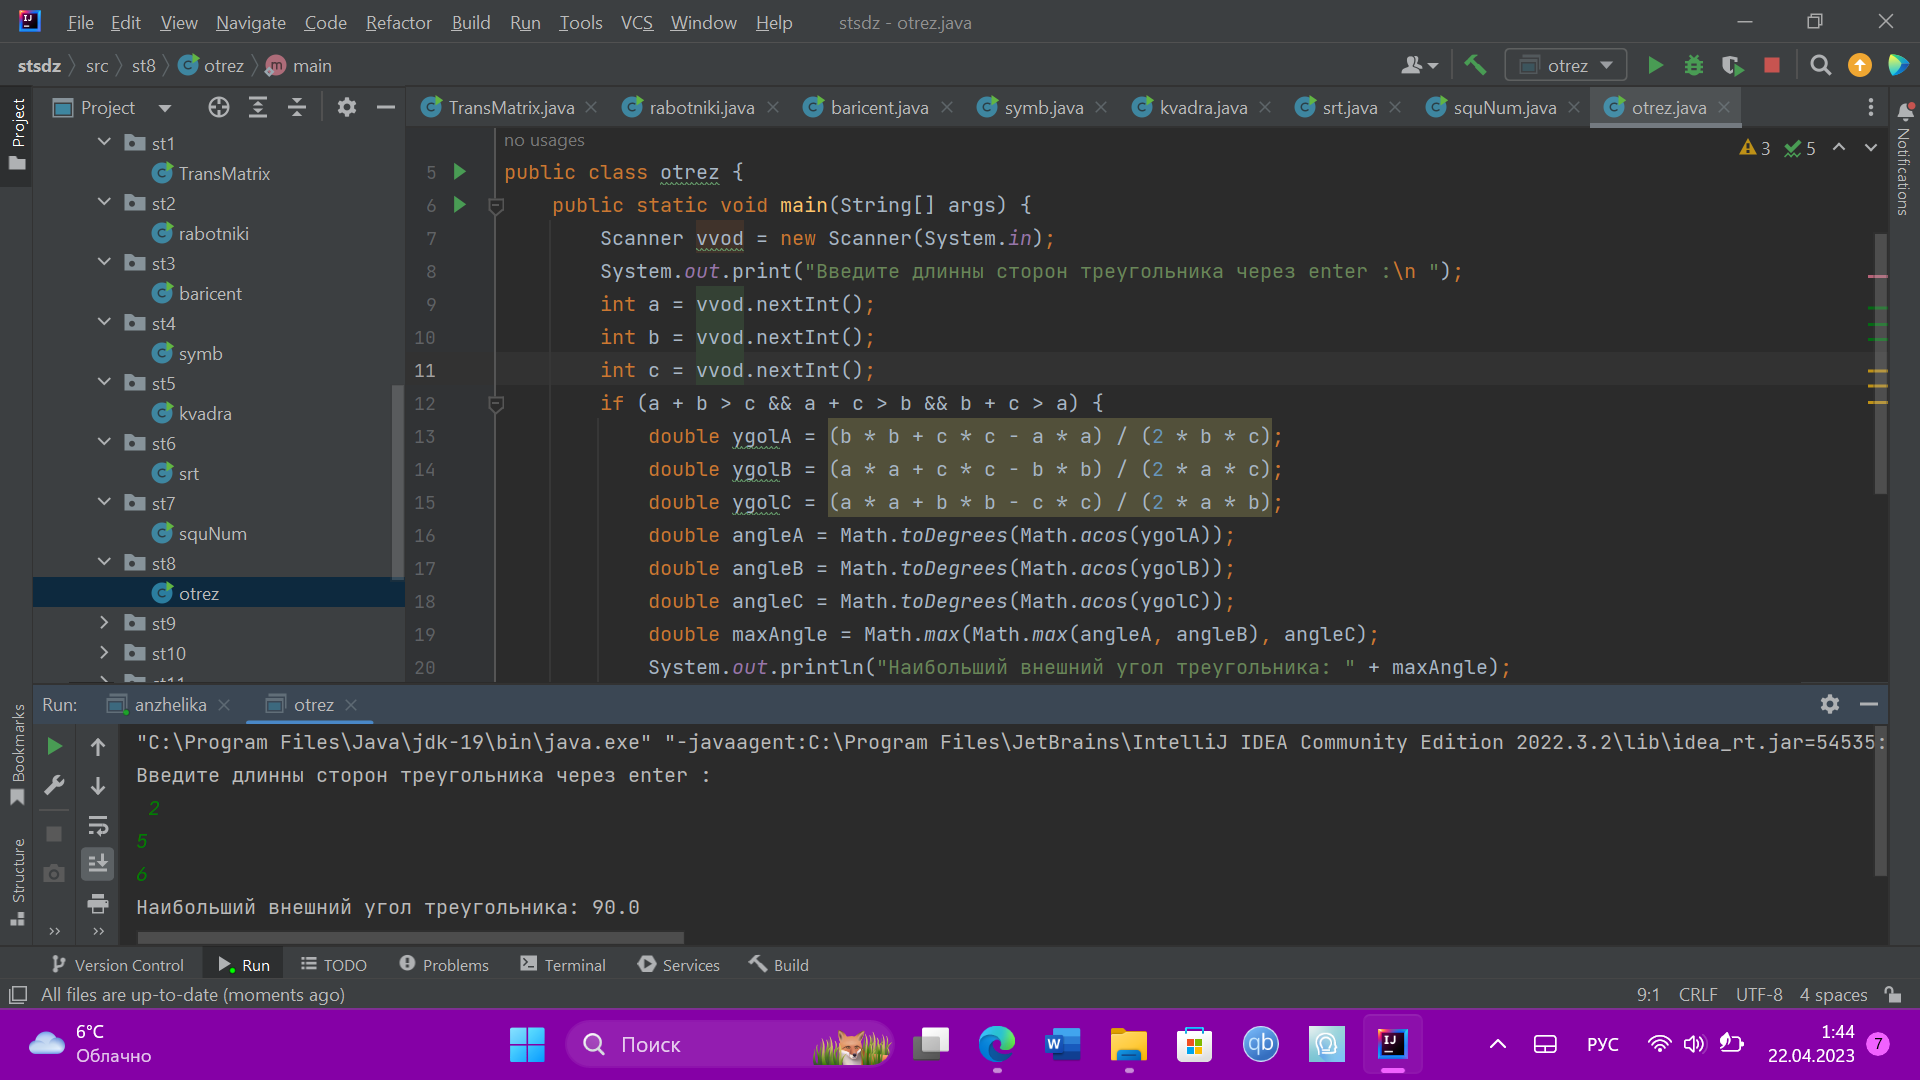 File Edit View Navigate Code Refactor Build Run Tools VCS Window Help stsdz - otrez.java
stsdz src st8 otrez main otrez
Project
Project
TransMatrix.java rabotniki.java baricent.java symb.java kvadra.java srt.java squNum.java otrez.java
Notifications
st1
TransMatrix
st2
rabotniki
st3
baricent
st4
symb
st5
kvadra
st6
srt
st7
squNum
st8
otrez
st9
st10
st11
no usages
3 5
5 public class otrez {
6 public static void main(String[] args) {
7 Scanner vvod = new Scanner(System.in);
8 System.out.print("Введите длинны сторон треугольника через enter :\n ");
9 int a = vvod.nextInt();
10 int b = vvod.nextInt();
11 int c = vvod.nextInt();
12 if (a + b > c && a + c > b && b + c > a) {
13 double ygolA = (b * b + c * c - a * a) / (2 * b * c);
14 double ygolB = (a * a + c * c - b * b) / (2 * a * c);
15 double ygolC = (a * a + b * b - c * c) / (2 * a * b);
16 double angleA = Math.toDegrees(Math.acos(ygolA));
17 double angleB = Math.toDegrees(Math.acos(ygolB));
18 double angleC = Math.toDegrees(Math.acos(ygolC));
19 double maxAngle = Math.max(Math.max(angleA, angleB), angleC);
20 System.out.println("Наибольший внешний угол треугольника: " + maxAngle);
Run: anzhelika otrez
Bookmarks
Structure
"C:\Program Files\Java\jdk-19\bin\java.exe" "-javaagent:C:\Program Files\JetBrains\IntelliJ IDEA Community Edition 2022.3.2\lib\idea_rt.jar=54535:
Введите длинны сторон треугольника через enter :
2
5
6
Наибольший внешний угол треугольника: 90.0
Version Control Run TODO Problems Terminal Services Build
All files are up-to-date (moments ago) 9:1 CRLF UTF-8 4 spaces
6°C
Облачно
Поиск
РУС
1:44
22.04.2023
7